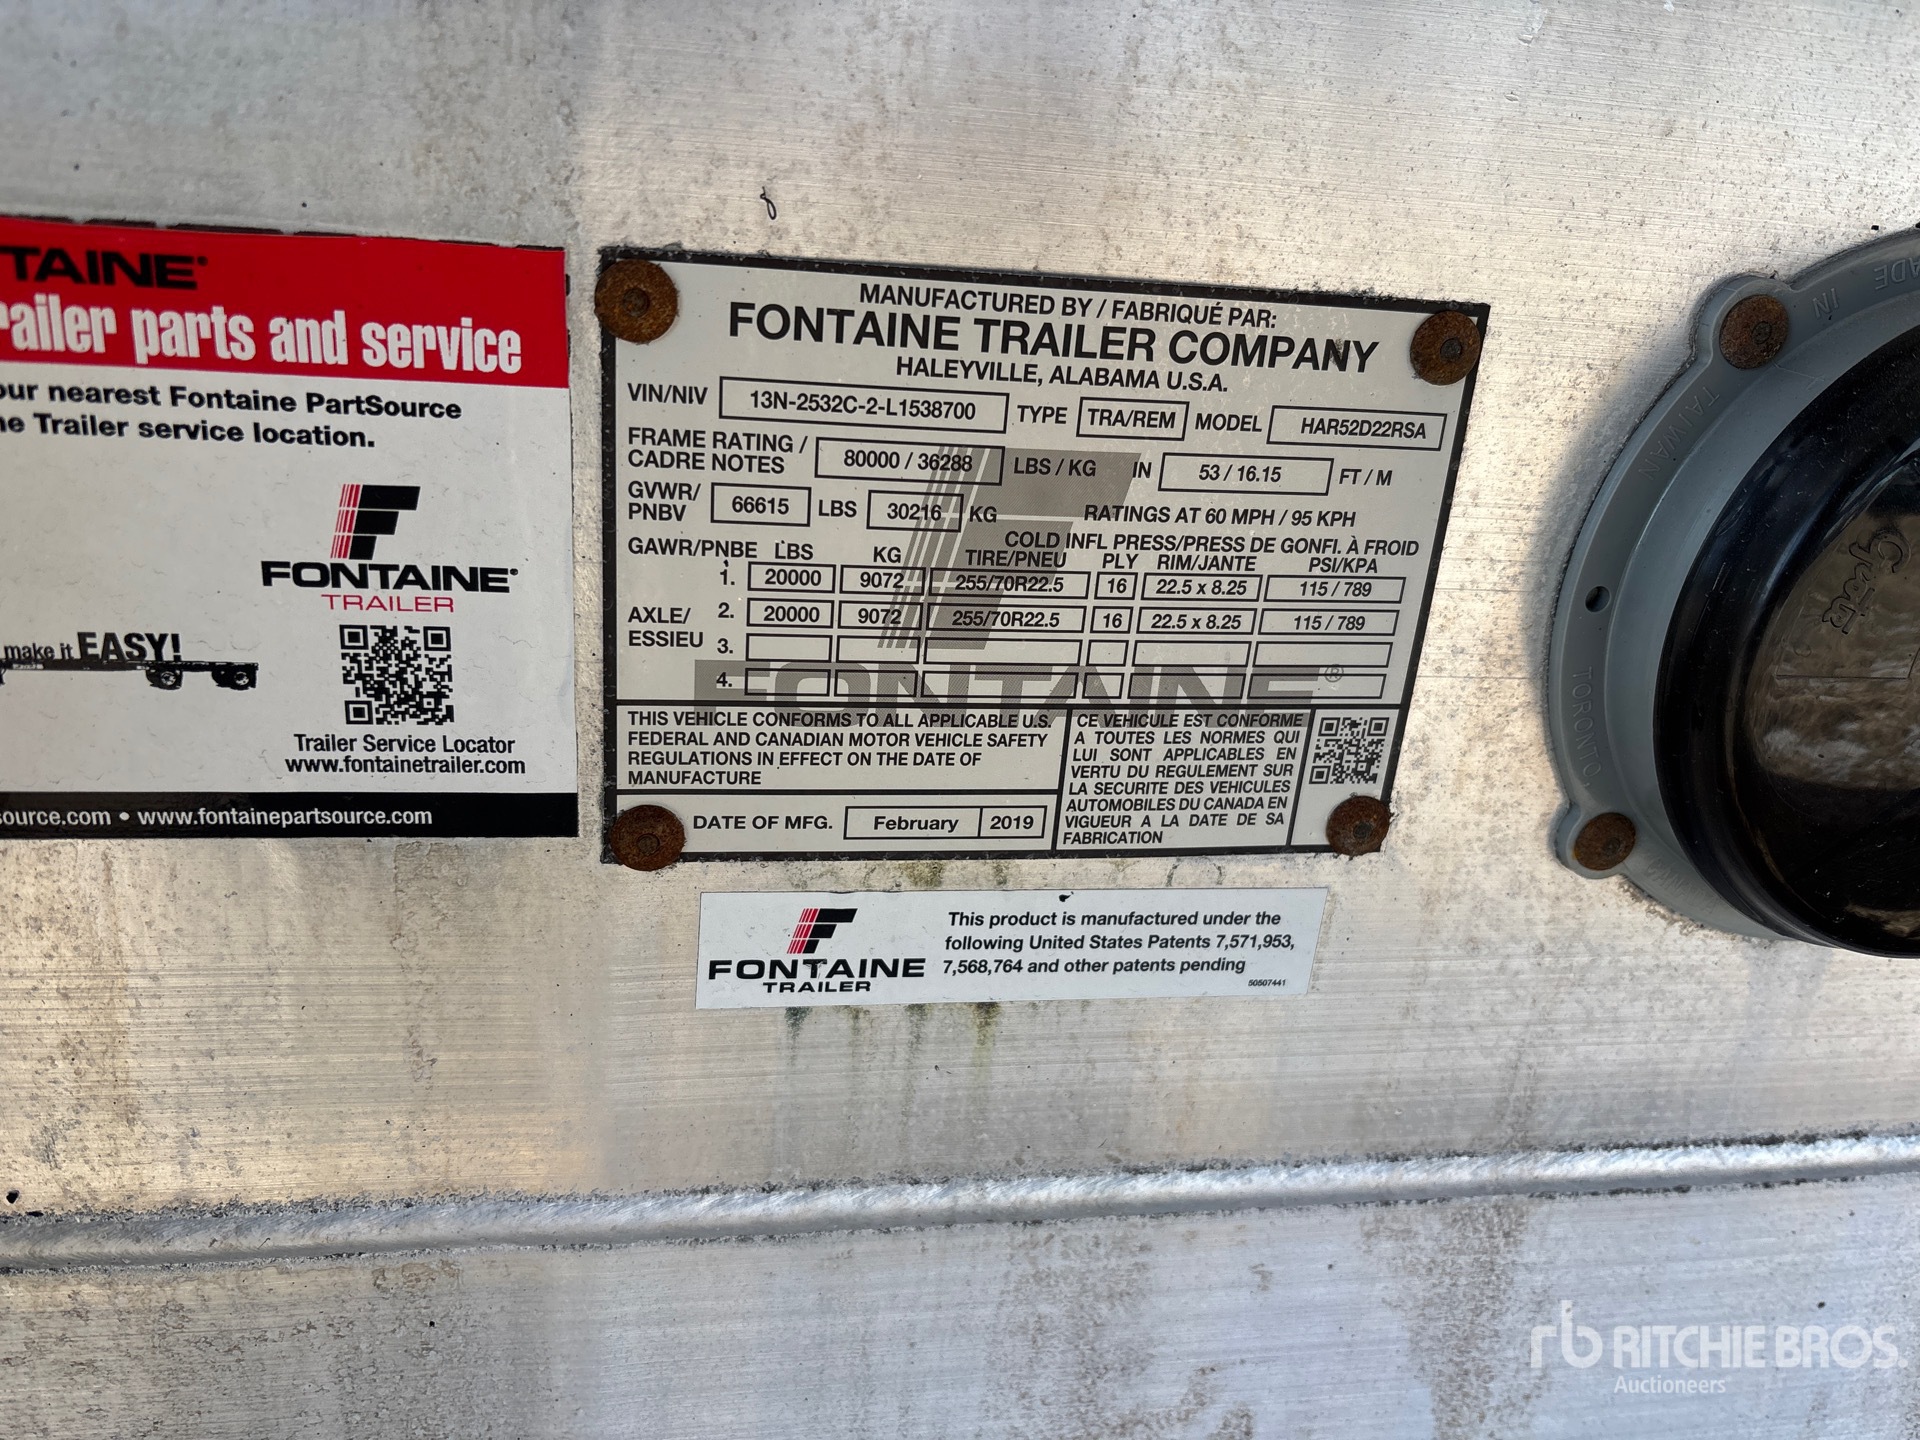 TAINE®
railer parts and service
our nearest Fontaine PartSource
ne Trailer service location.
FONTAINE®
TRAILER
make it EASY!
Trailer Service Locator
www.fontainetrailer.com
source.com • www.fontainepartsource.com
MANUFACTURED BY / FABRIQUÉ PAR:
FONTAINE TRAILER COMPANY
HALEYVILLE, ALABAMA U.S.A.
VIN/NIV 13N-2532C-2-L1538700 TYPE TRA/REM MODEL HAR52D22RSA
FRAME RATING / CADRE NOTES 80000 / 36288 LBS / KG IN 53 / 16.15 FT / M
GVWR/ PNBV 66615 LBS 30216 KG RATINGS AT 60 MPH / 95 KPH
COLD INFL PRESS/PRESS DE GONFI. À FROID
GAWR/PNBE LBS KG TIRE/PNEU PLY RIM/JANTE PSI/KPA
1. 20000 9072 255/70R22.5 16 22.5 x 8.25 115 / 789
AXLE/ ESSIEU
2. 20000 9072 255/70R22.5 16 22.5 x 8.25 115 / 789
3.
4.
FONTAINE®
THIS VEHICLE CONFORMS TO ALL APPLICABLE U.S.
FEDERAL AND CANADIAN MOTOR VEHICLE SAFETY
REGULATIONS IN EFFECT ON THE DATE OF
MANUFACTURE
CE VEHICULE EST CONFORME
A TOUTES LES NORMES QUI
LUI SONT APPLICABLES EN
VERTU DU REGULEMENT SUR
LA SECURITE DES VEHICULES
AUTOMOBILES DU CANADA EN
VIGUEUR A LA DATE DE SA
FABRICATION
DATE OF MFG. February 2019
FONTAINE
TRAILER
This product is manufactured under the
following United States Patents 7,571,953,
7,568,764 and other patents pending
50507441
MADE IN
TAIWAN
TORONTO
Grote
rb RITCHIE BROS.
Auctioneers